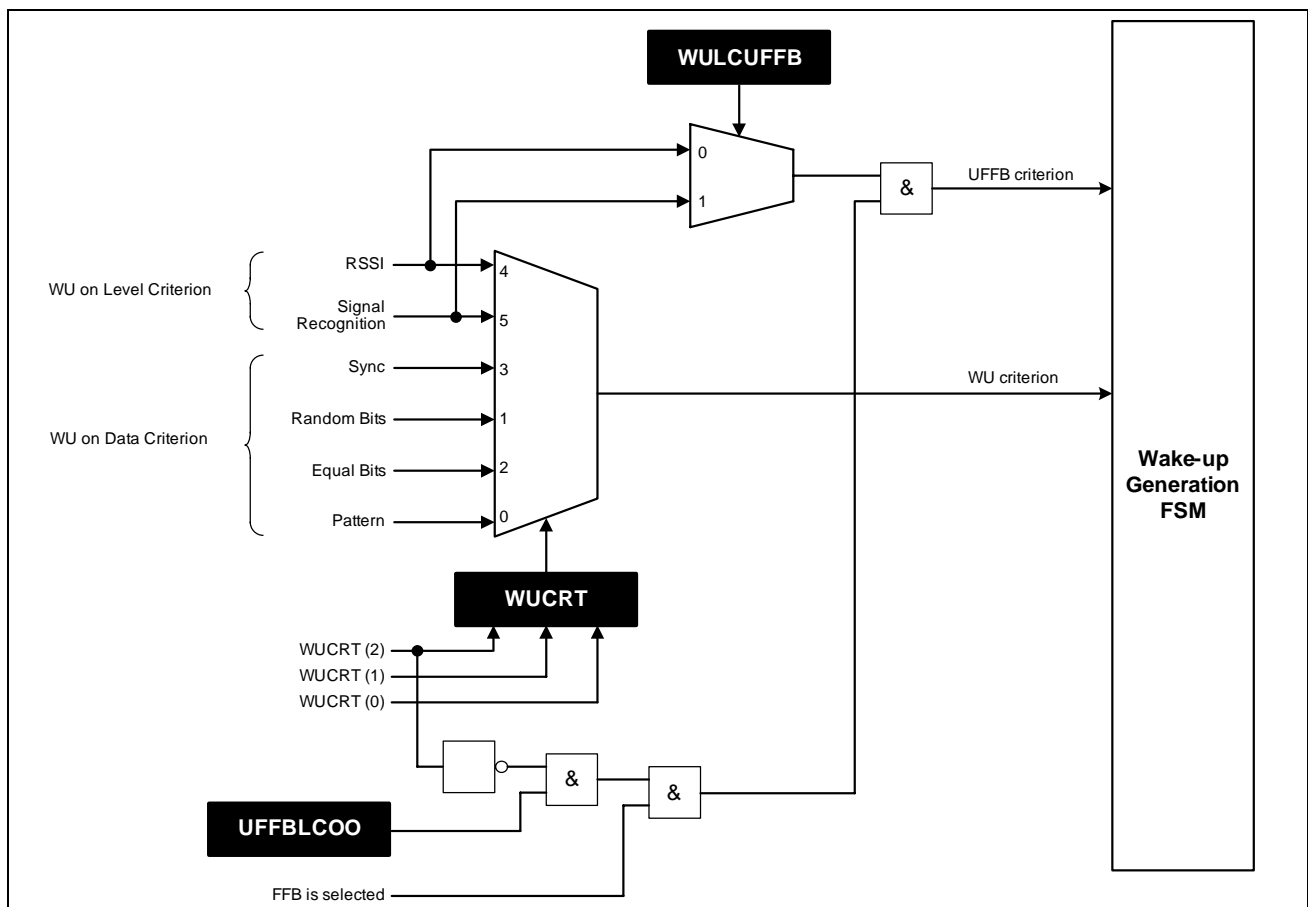 WULCUFFB
0
1
&
UFFB criterion
WU on Level Criterion
RSSI
4
Signal
Recognition
5
WU on Data Criterion
Sync
3
Random Bits
1
Equal Bits
2
Pattern
0
WU criterion
Wake-up
Generation
FSM
WUCRT
WUCRT (2)
WUCRT (1)
WUCRT (0)
&
&
UFFBLCOO
FFB is selected